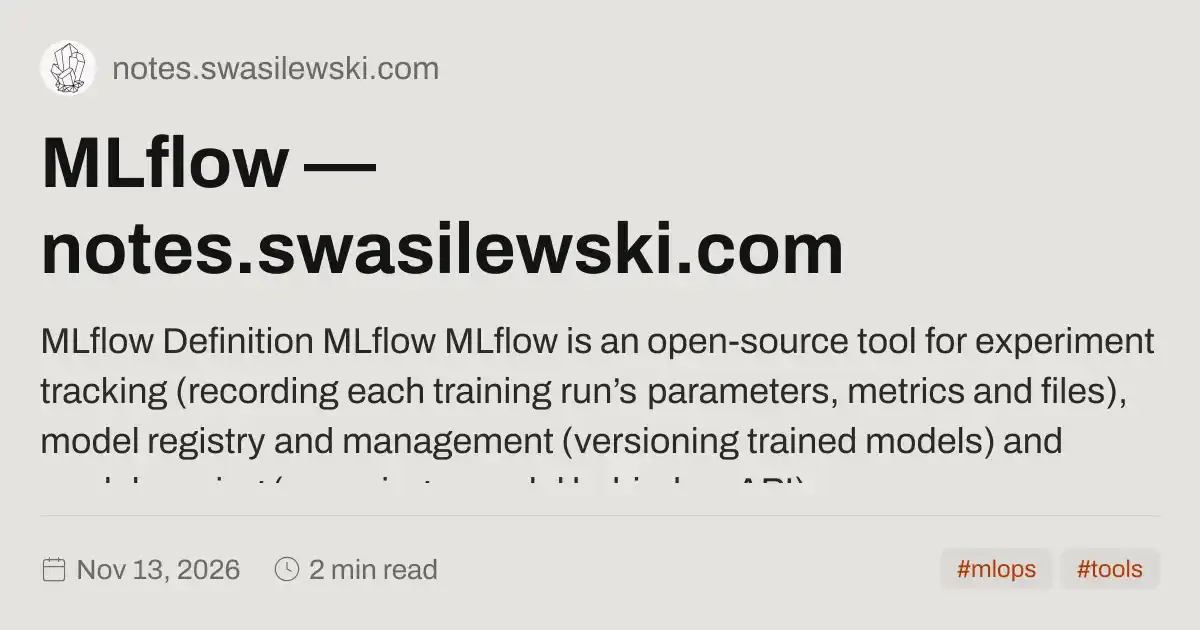 notes.swasilewski.com
MLflow —
notes.swasilewski.com
MLflow Definition MLflow MLflow is an open-source tool for experiment
tracking (recording each training run’s parameters, metrics and files),
model registry and management (versioning trained models) and
Nov 13, 2026
2 min read
#mlops
#tools